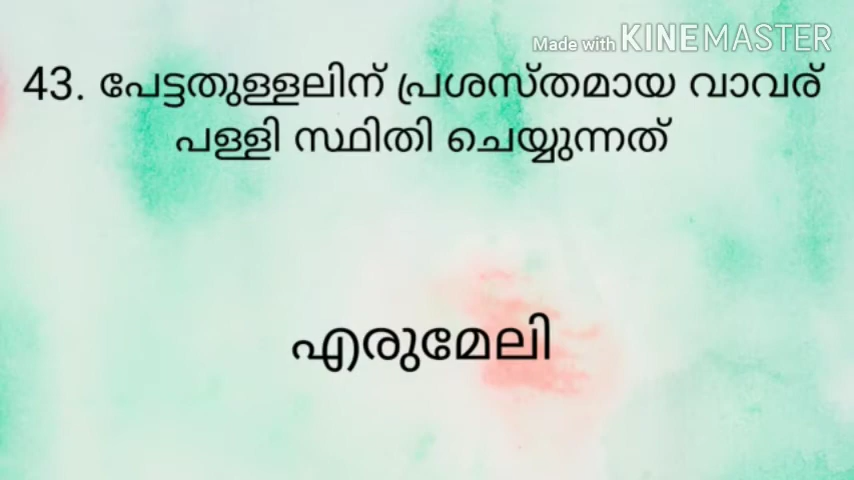 Made with KINEMASTER
43. പേട്ടതുള്ളലിന് പ്രശസ്തമായ വാവര്
പള്ളി സ്ഥിതി ചെയ്യുന്നത്
എരുമേലി